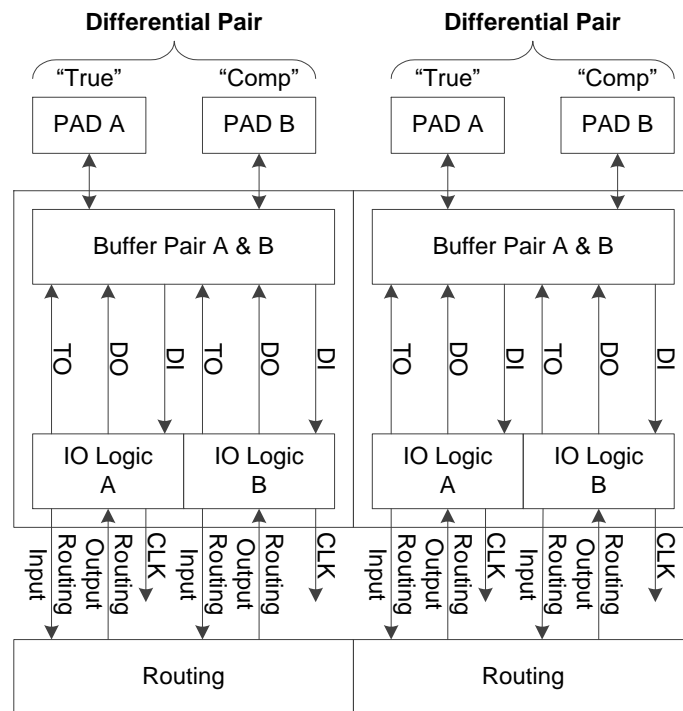 Differential Pair Differential Pair
“True” “Comp” “True” “Comp”
PAD A PAD B PAD A PAD B
Buffer Pair A & B Buffer Pair A & B
TO DO DI TO DO DI TO DO DI TO DO DI
IO Logic A IO Logic B IO Logic A IO Logic B
Routing Input Routing Output CLK Routing Input Routing Output CLK Routing Input Routing Output CLK Routing Input Routing Output CLK
Routing Routing